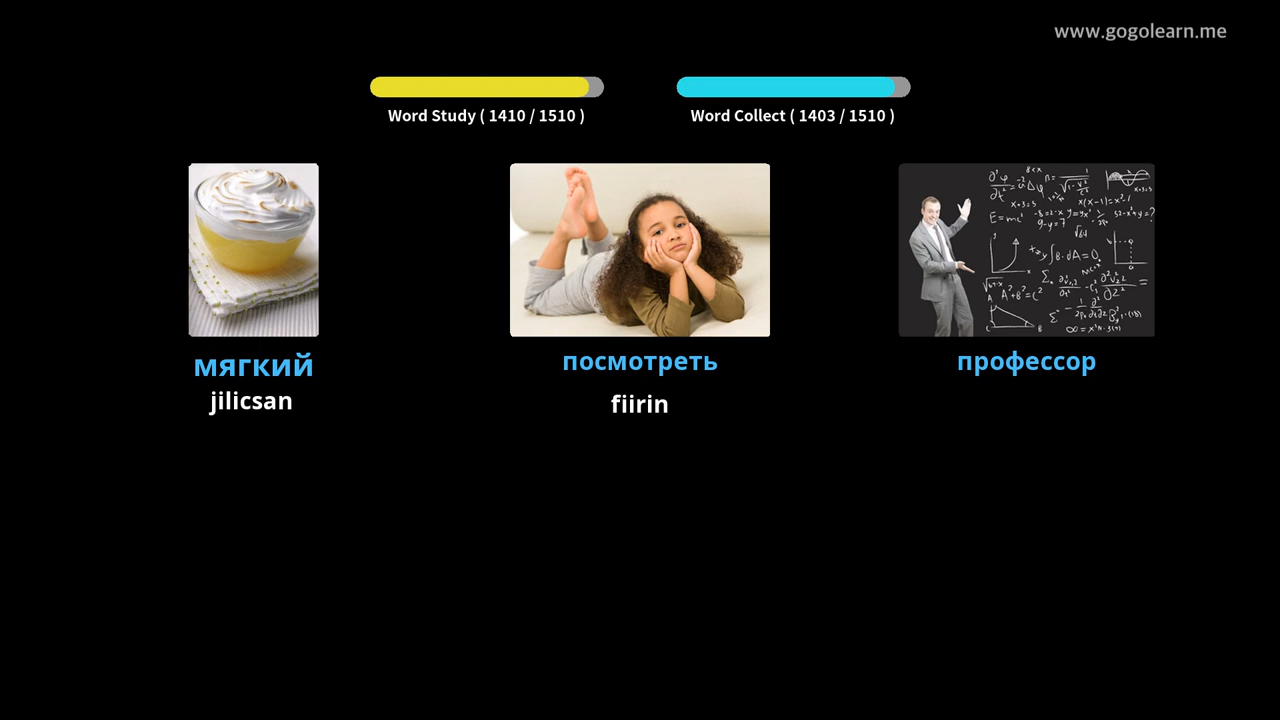 www.gogolearn.me
Word Study ( 1410 / 1510 )
Word Collect ( 1403 / 1510 )
мягкий
jilicsan
посмотреть
fiirin
профессор